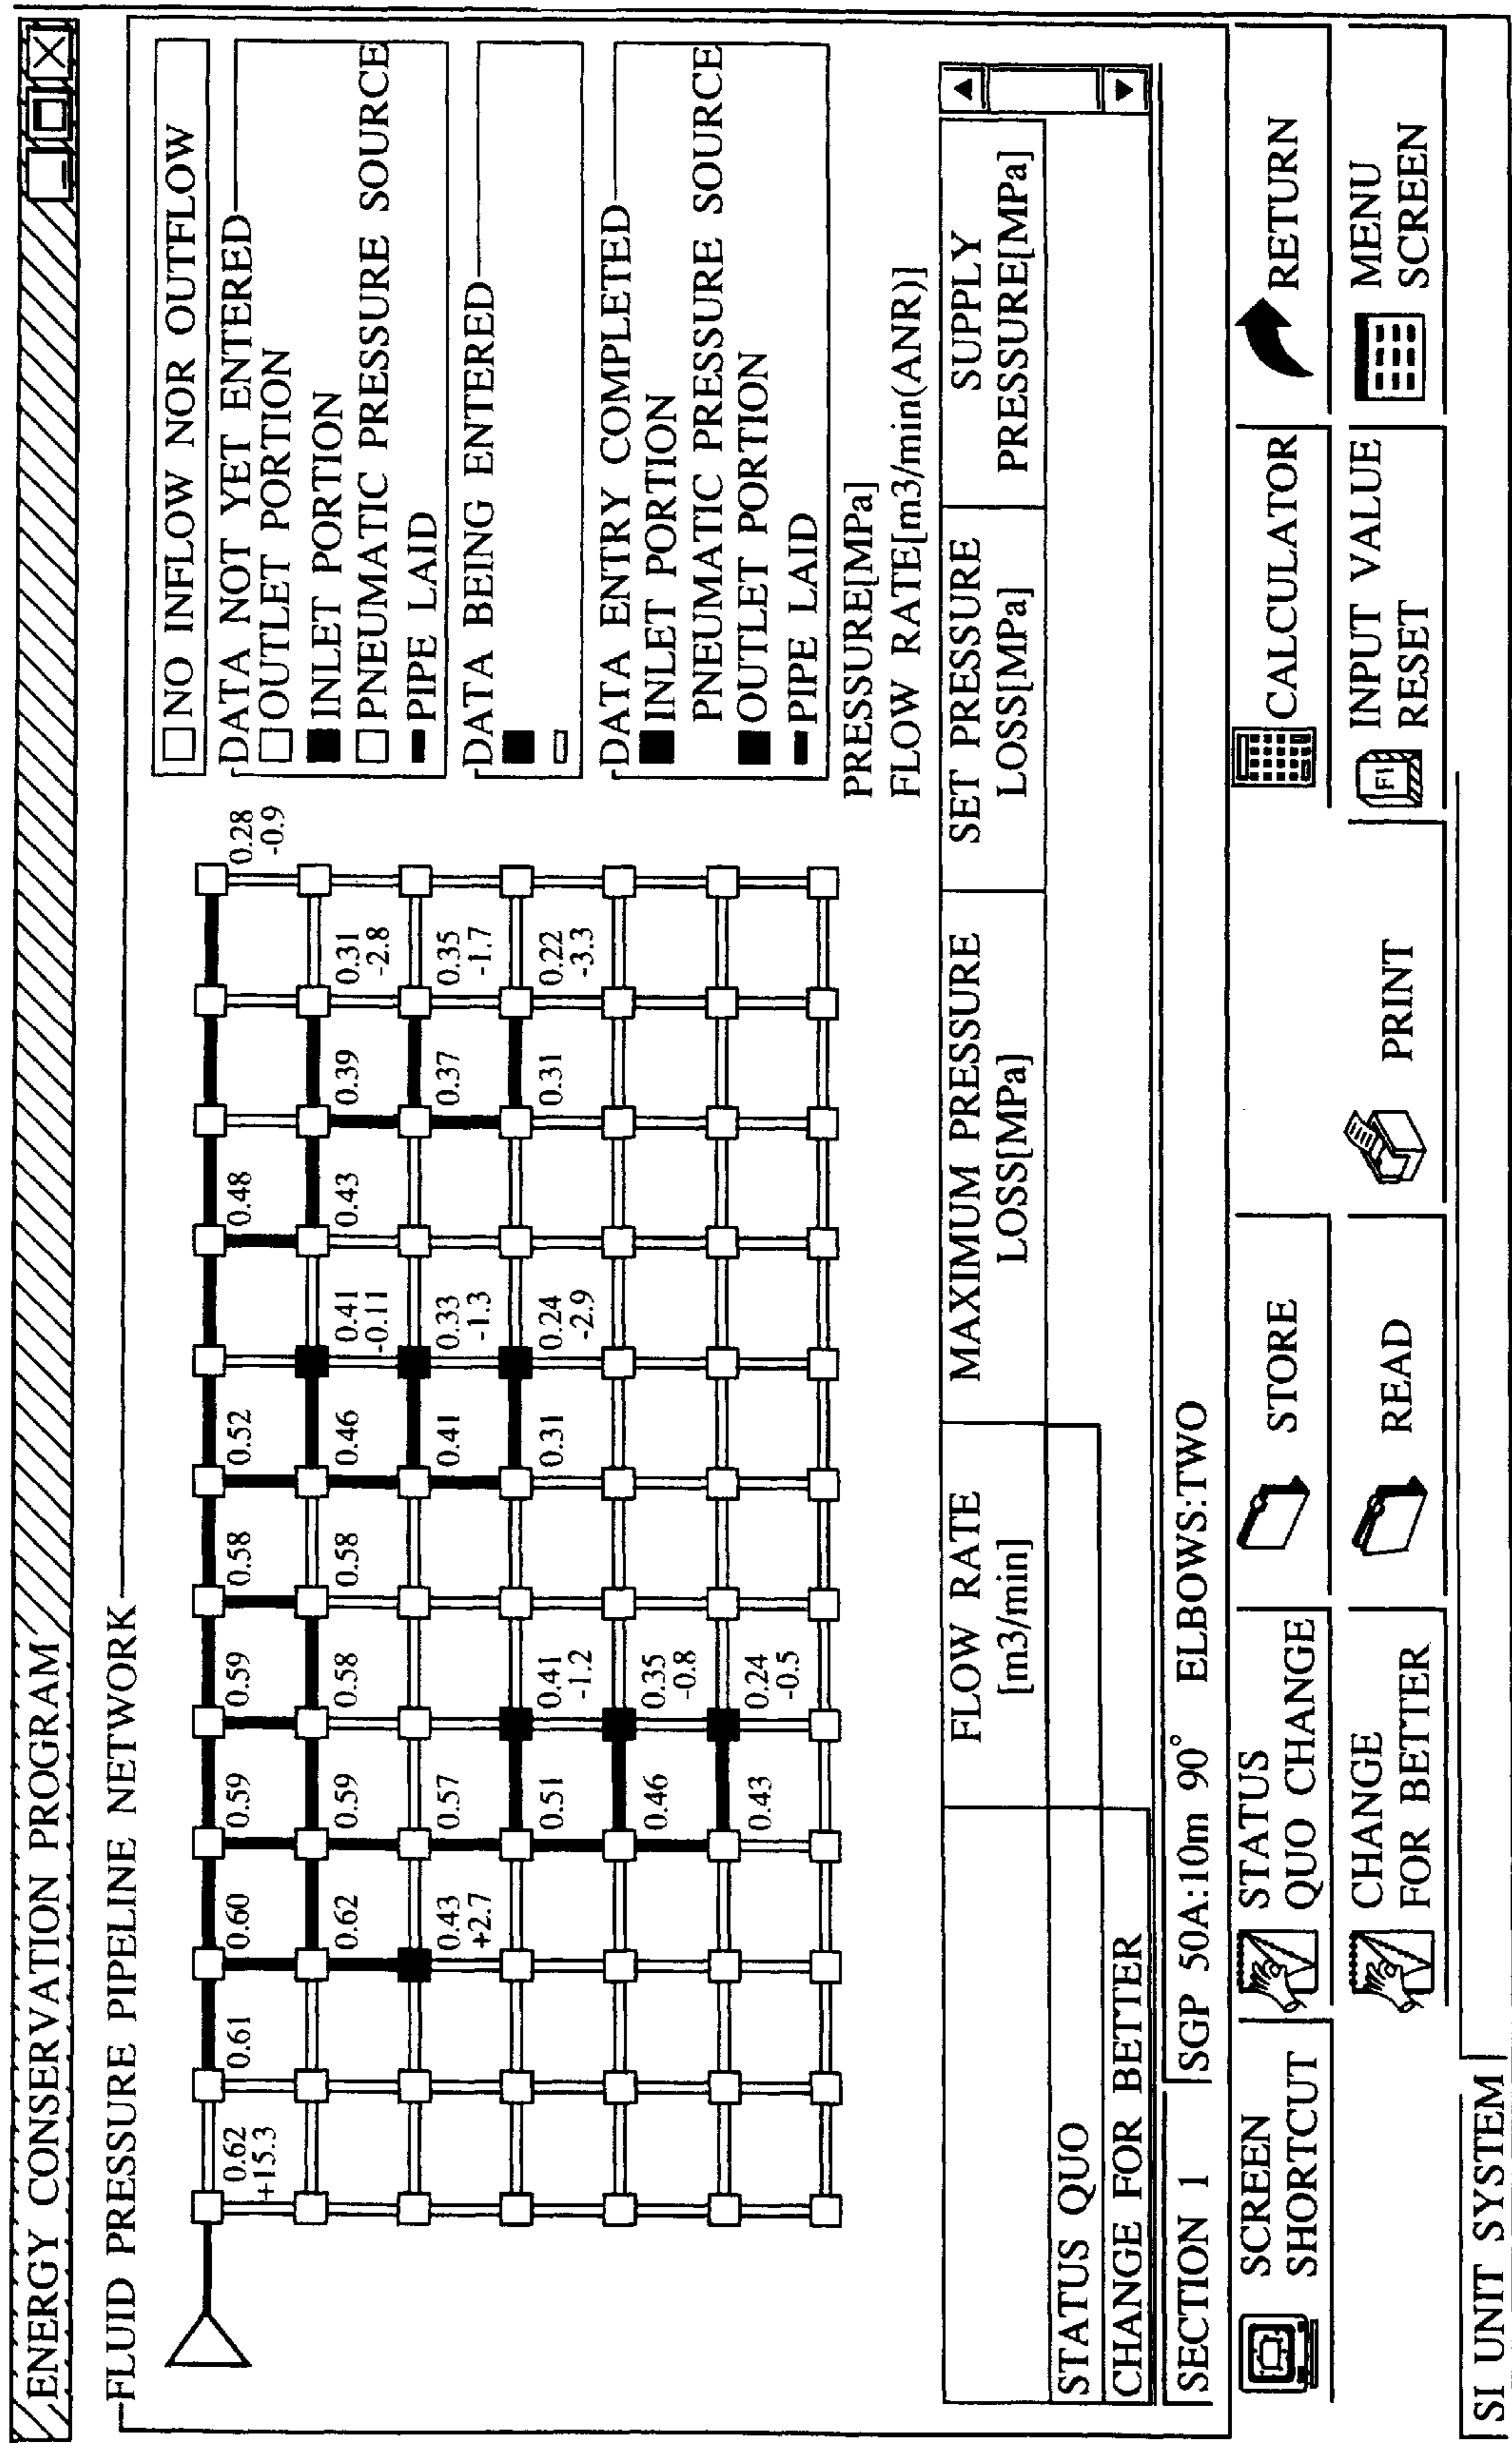 ENERGY CONSERVATION PROGRAM
FLUID PRESSURE PIPELINE NETWORK
0.62
+15.3
0.61
0.60
0.59
0.59
0.58
0.52
0.48
0.28
-0.9
0.62
0.59
0.58
0.58
0.46
0.41
-0.11
0.43
0.39
0.31
-2.8
0.43
+2.7
0.57
0.41
0.33
-1.3
0.37
0.35
-1.7
0.51
0.41
-1.2
0.31
0.24
-2.9
0.31
0.22
-3.3
0.46
0.35
-0.8
0.43
0.24
-0.5
NO INFLOW NOR OUTFLOW
DATA NOT YET ENTERED
OUTLET PORTION
INLET PORTION
PNEUMATIC PRESSURE SOURCE
PIPE LAID
DATA BEING ENTERED
DATA ENTRY COMPLETED
INLET PORTION
PNEUMATIC PRESSURE SOURCE
OUTLET PORTION
PIPE LAID
PRESSURE[MPa]
FLOW RATE[m3/min(ANR)]
FLOW RATE
[m3/min]
MAXIMUM PRESSURE
LOSS[MPa]
SET PRESSURE
LOSS[MPa]
SUPPLY
PRESSURE[MPa]
STATUS QUO
CHANGE FOR BETTER
SECTION 1
SGP 50A:10m 90° ELBOWS:TWO
SCREEN
SHORTCUT
STATUS
QUO CHANGE
STORE
CALCULATOR
RETURN
CHANGE
FOR BETTER
READ
PRINT
F1
INPUT VALUE
RESET
MENU
SCREEN
SI UNIT SYSTEM